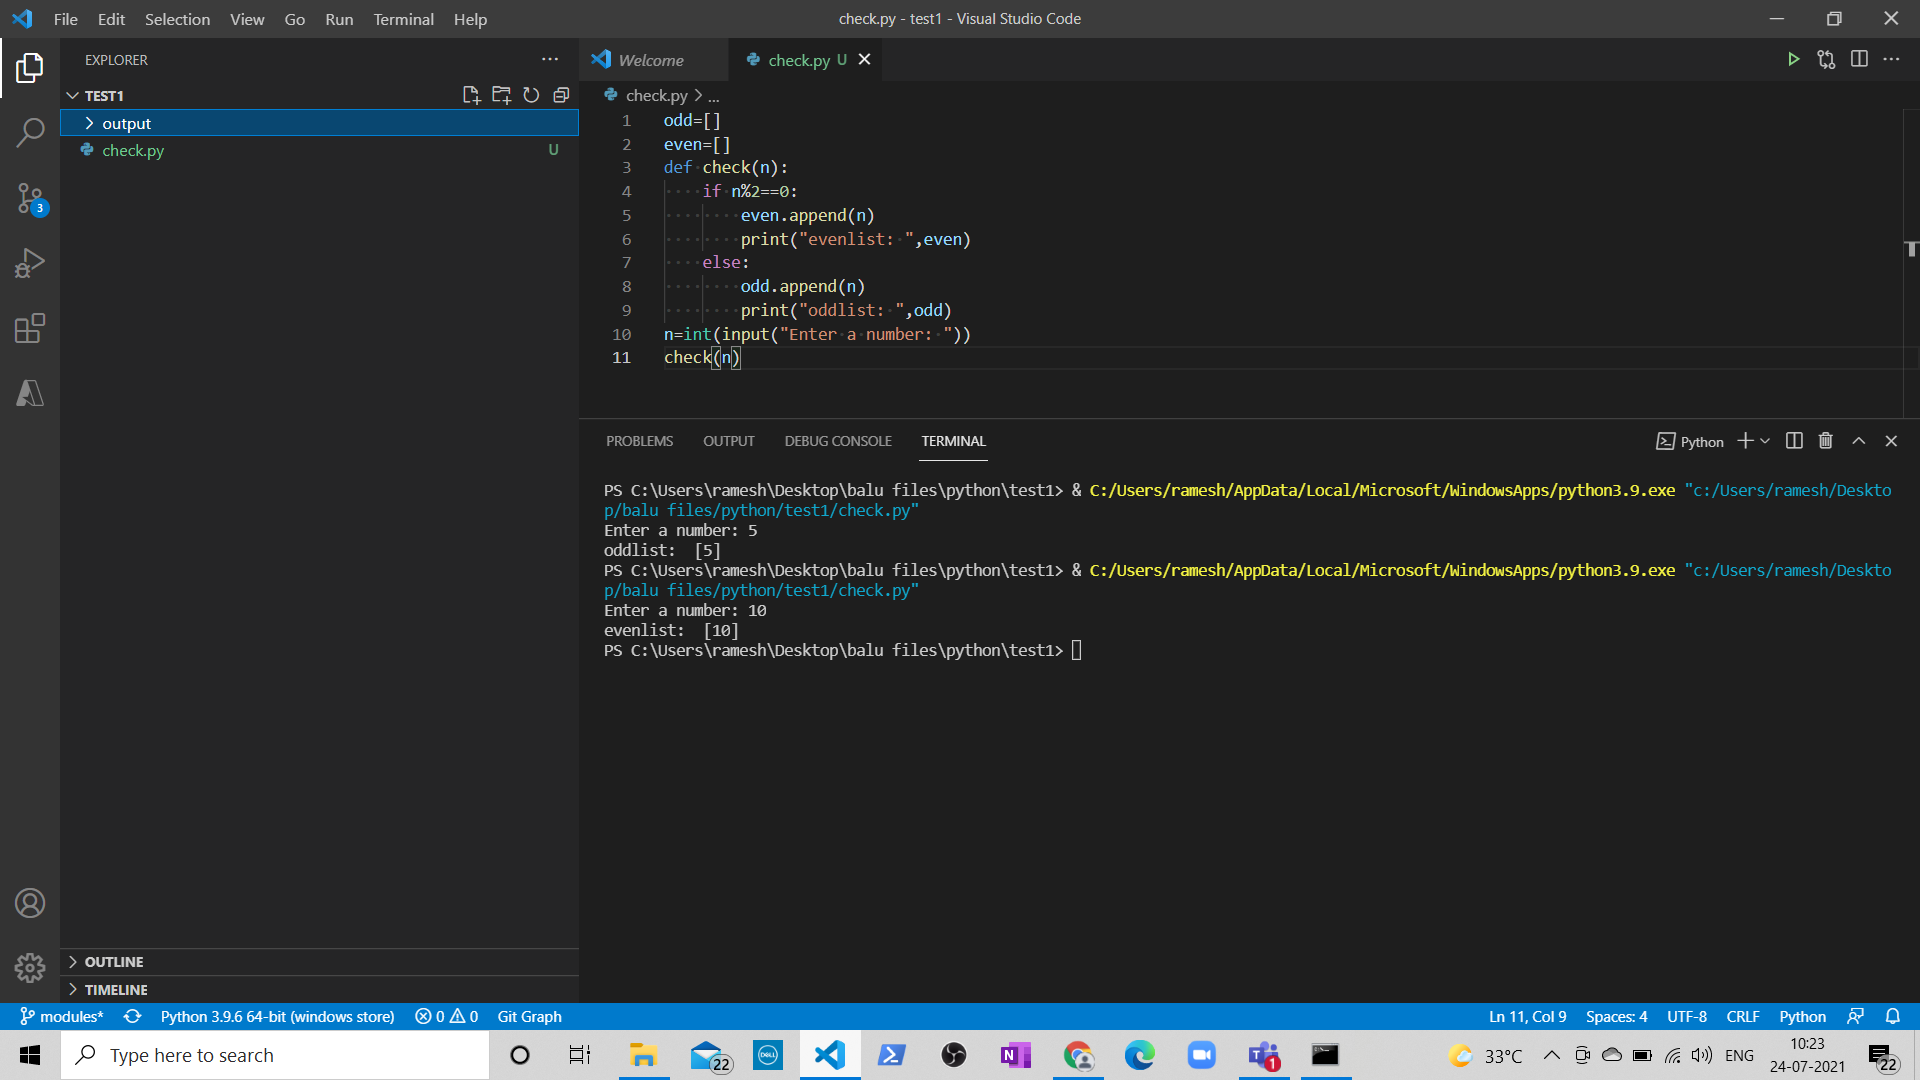 File Edit Selection View Go Run Terminal Help
check.py - test1 - Visual Studio Code
EXPLORER
TEST1
output
check.py U
3
Welcome
check.py U
check.py > ...
1 odd=[]
2 even=[]
3 def check(n):
4 if n%2==0:
5 even.append(n)
6 print("evenlist: ",even)
7 else:
8 odd.append(n)
9 print("oddlist: ",odd)
10 n=int(input("Enter a number: "))
11 check(n)
PROBLEMS OUTPUT DEBUG CONSOLE TERMINAL
Python
PS C:\Users\ramesh\Desktop\balu files\python\test1> & C:/Users/ramesh/AppData/Local/Microsoft/WindowsApps/python3.9.exe "c:/Users/ramesh/Deskto
p/balu files/python/test1/check.py"
Enter a number: 5
oddlist:  [5]
PS C:\Users\ramesh\Desktop\balu files\python\test1> & C:/Users/ramesh/AppData/Local/Microsoft/WindowsApps/python3.9.exe "c:/Users/ramesh/Deskto
p/balu files/python/test1/check.py"
Enter a number: 10
evenlist:  [10]
PS C:\Users\ramesh\Desktop\balu files\python\test1>
OUTLINE
TIMELINE
modules* Python 3.9.6 64-bit (windows store) 0 0 Git Graph
Ln 11, Col 9 Spaces: 4 UTF-8 CRLF Python
Type here to search
22
DELL
N
T
1
33°C
ENG
10:23
24-07-2021
22